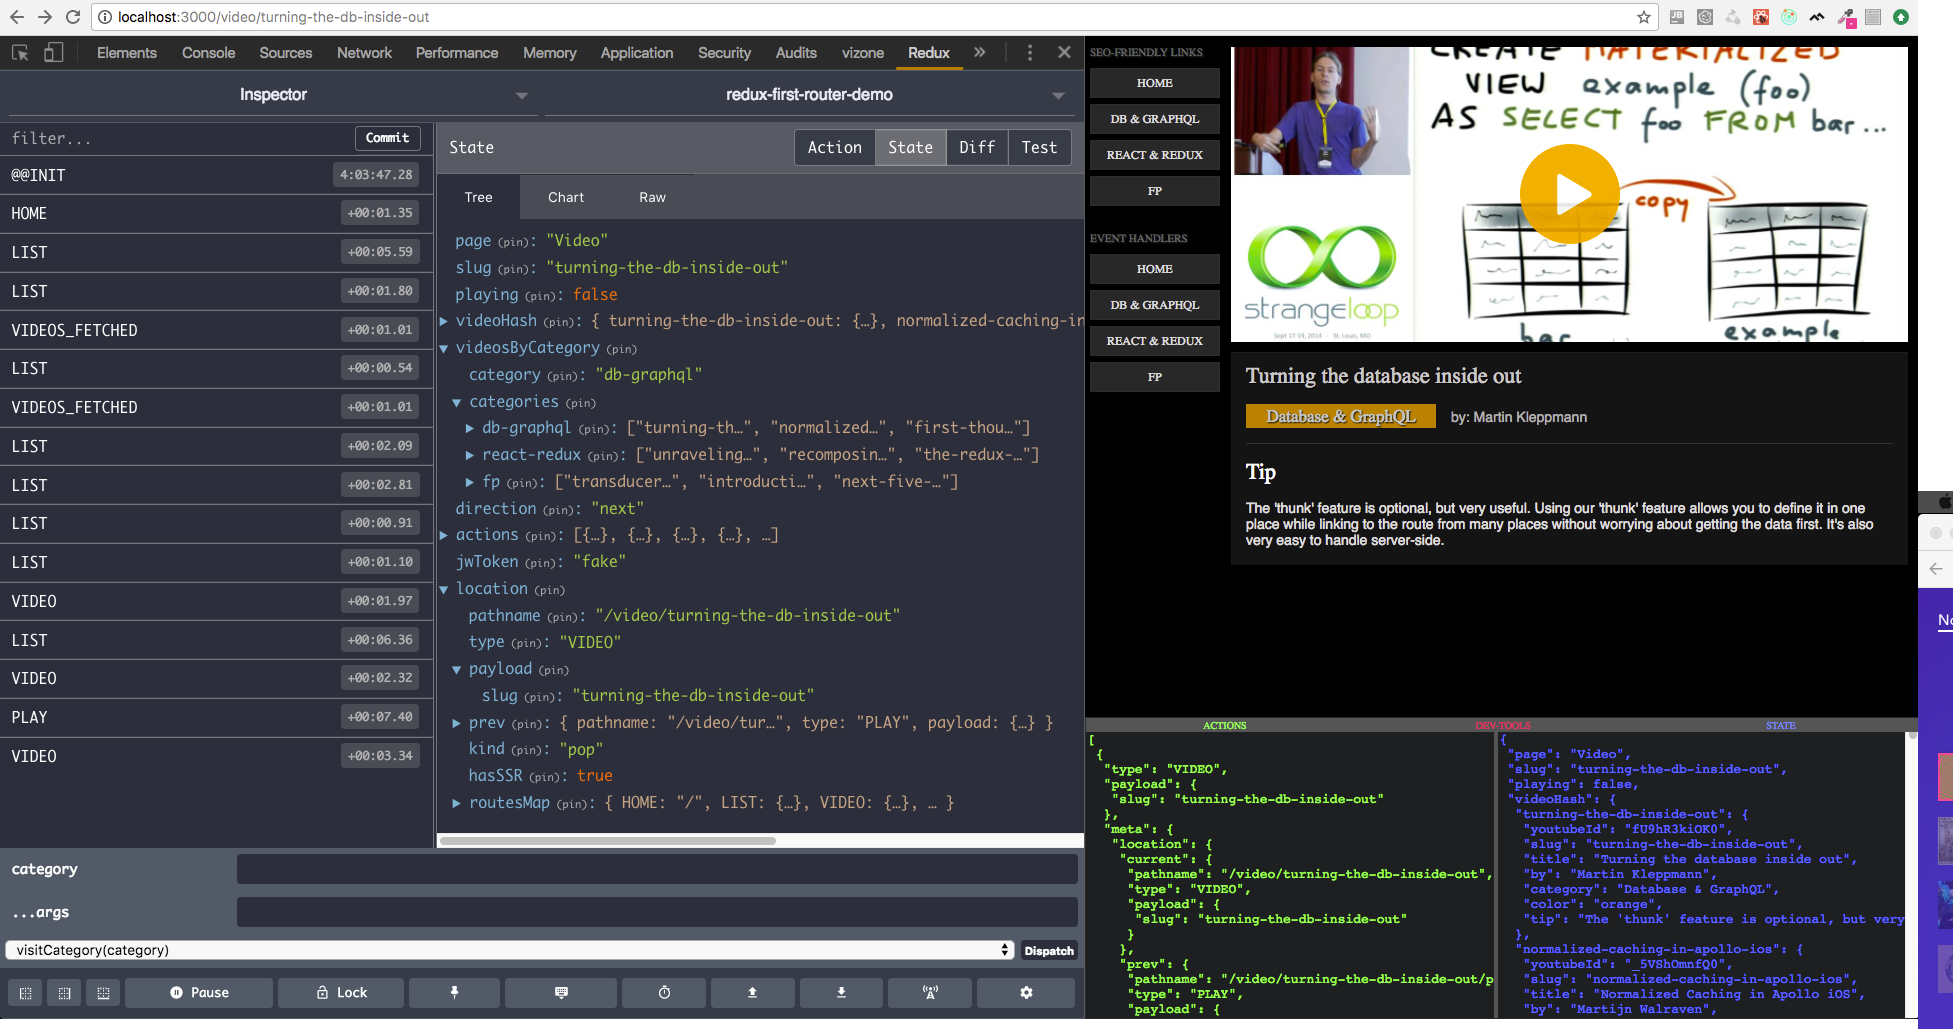 localhost:3000/video/turning-the-db-inside-out
Elements Console Sources Network Performance Memory Application Security Audits vizone Redux »
Inspector
redux-first-router-demo
filter...
Commit
@@INIT 4:03:47.28
HOME +00:01.35
LIST +00:05.59
LIST +00:01.80
VIDEOS_FETCHED +00:01.01
LIST +00:00.54
VIDEOS_FETCHED +00:01.01
LIST +00:02.09
LIST +00:02.81
LIST +00:00.91
LIST +00:01.10
VIDEO +00:01.97
LIST +00:06.36
VIDEO +00:02.32
PLAY +00:07.40
VIDEO +00:03.34
State
Action State Diff Test
Tree Chart Raw
page (pin): "Video"
slug (pin): "turning-the-db-inside-out"
playing (pin): false
videoHash (pin): { turning-the-db-inside-out: {…}, normalized-caching-in
videosByCategory (pin)
category (pin): "db-graphql"
categories (pin)
db-graphql (pin): ["turning-th…", "normalized…", "first-thou…"]
react-redux (pin): ["unraveling…", "recomposin…", "the-redux-…"]
fp (pin): ["transducer…", "introducti…", "next-five-…"]
direction (pin): "next"
actions (pin): [{…}, {…}, {…}, {…}, …]
jwToken (pin): "fake"
location (pin)
pathname (pin): "/video/turning-the-db-inside-out"
type (pin): "VIDEO"
payload (pin)
slug (pin): "turning-the-db-inside-out"
prev (pin): { pathname: "/video/tur…", type: "PLAY", payload: {…} }
kind (pin): "pop"
hasSSR (pin): true
routesMap (pin): { HOME: "/", LIST: {…}, VIDEO: {…}, … }
category
...args
visitCategory(category)
Dispatch
Pause
Lock
SEO-FRIENDLY LINKS
HOME
DB & GRAPHQL
REACT & REDUX
FP
EVENT HANDLERS
HOME
DB & GRAPHQL
REACT & REDUX
FP
CREATE MATERIALIZED
VIEW example (foo)
AS SELECT foo FROM bar ...
copy
strangeloop
Sept 17-19, 2014 - St. Louis, MO
bar
example
Turning the database inside out
Database & GraphQL
by: Martin Kleppmann
Tip
The 'thunk' feature is optional, but very useful. Using our 'thunk' feature allows you to define it in one
place while linking to the route from many places without worrying about getting the data first. It's also
very easy to handle server-side.
ACTIONS
DEV-TOOLS
STATE
[
{
"type": "VIDEO",
"payload": {
"slug": "turning-the-db-inside-out"
},
"meta": {
"location": {
"current": {
"pathname": "/video/turning-the-db-inside-out",
"type": "VIDEO",
"payload": {
"slug": "turning-the-db-inside-out"
}
},
"prev": {
"pathname": "/video/turning-the-db-inside-out/p
"type": "PLAY",
"payload": {
{
"page": "Video",
"slug": "turning-the-db-inside-out",
"playing": false,
"videoHash": {
"turning-the-db-inside-out": {
"youtubeId": "fU9hR3kiOK0",
"slug": "turning-the-db-inside-out",
"title": "Turning the database inside out",
"by": "Martin Kleppmann",
"category": "Database & GraphQL",
"color": "orange",
"tip": "The 'thunk' feature is optional, but very
},
"normalized-caching-in-apollo-ios": {
"youtubeId": "_5VShOmnfQ0",
"slug": "normalized-caching-in-apollo-ios",
"title": "Normalized Caching in Apollo iOS",
"by": "Martijn Walraven",